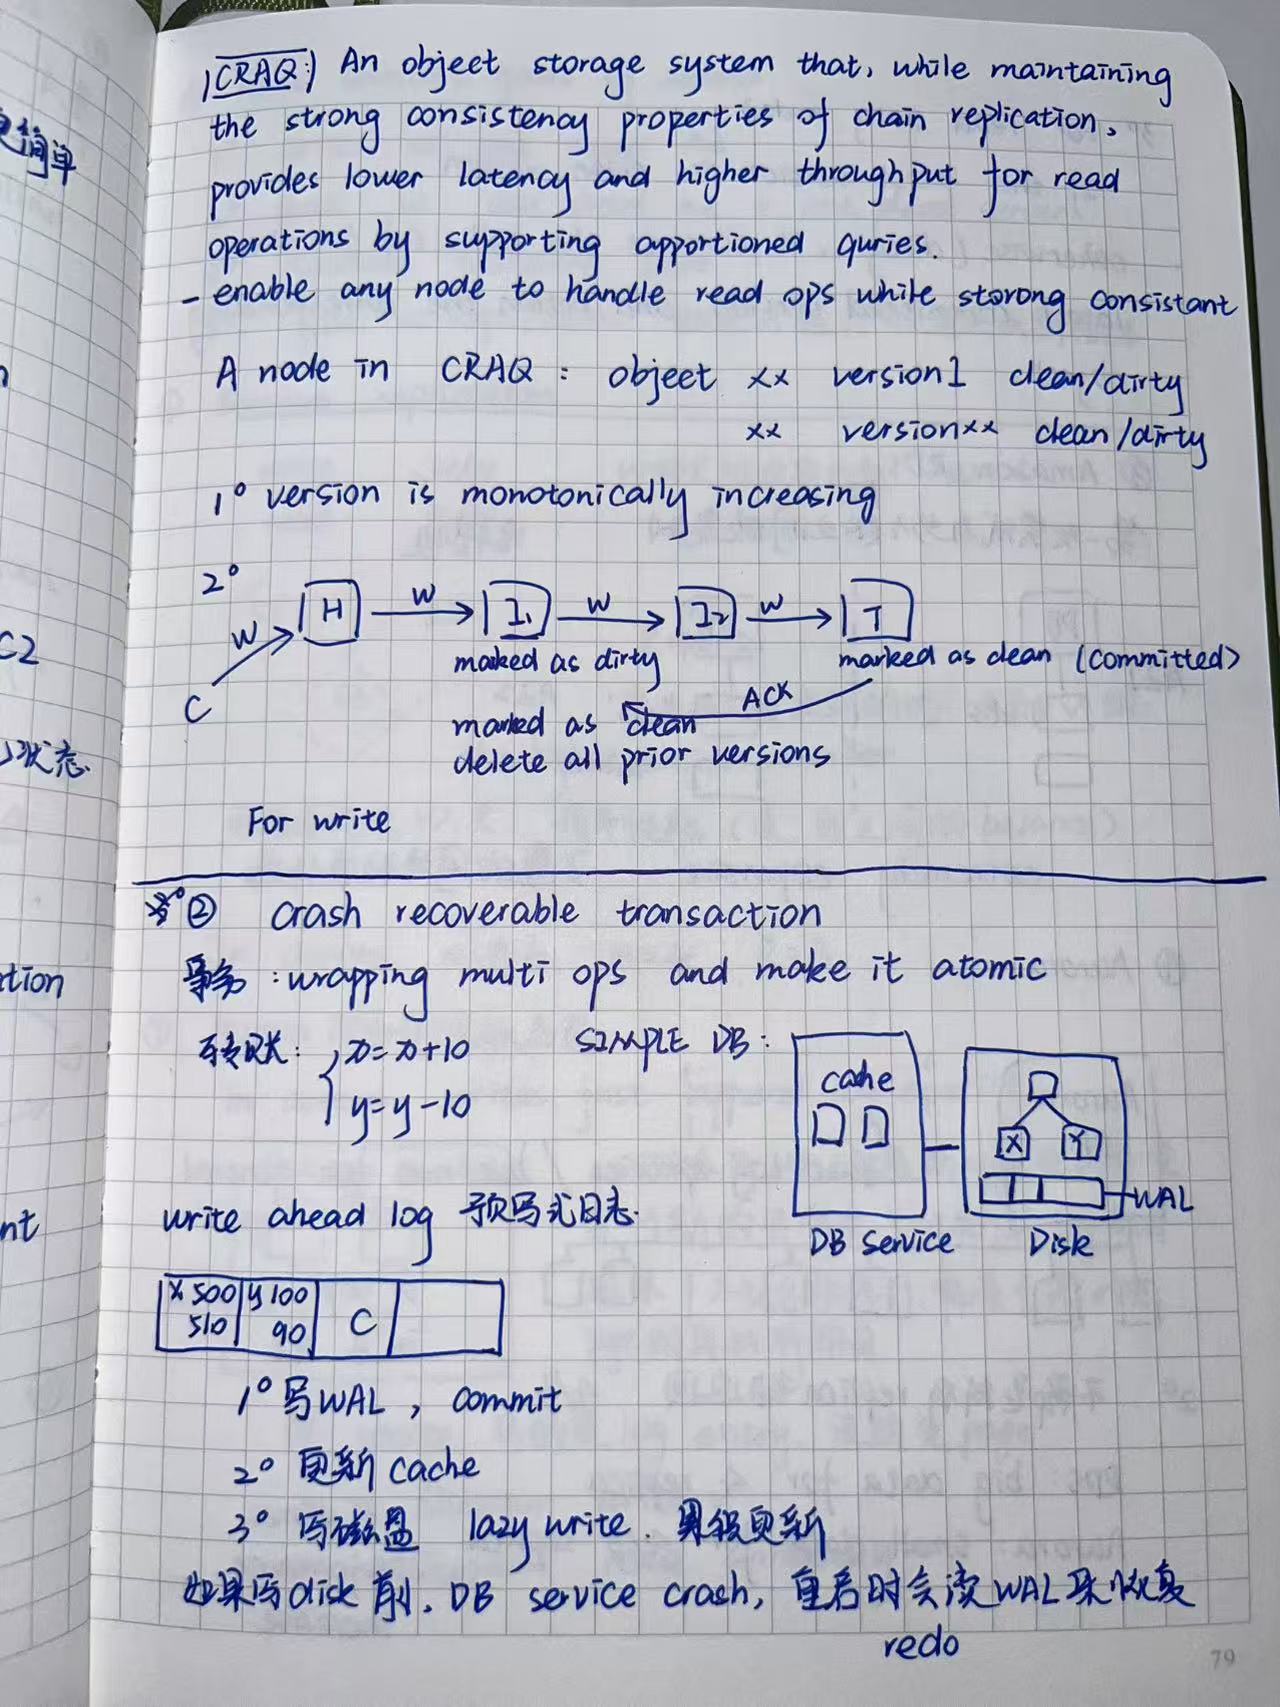 CRAQ: An object storage system that, while maintaining
the strong consistency properties of chain replication,
provides lower latency and higher throughput for read
operations by supporting apportioned quries.
- enable any node to handle read ops while storong consistant
A node in CRAQ: object xx version1 clean/dirty
xx versionxx clean/dirty
1° version is monotonically increasing
2°
H W I₁ W I₂ W T
W
marked as dirty marked as clean (committed)
C
ACK
marked as clean
delete all prior versions
For write
② crash recoverable transaction
事务: wrapping multi ops and make it atomic
转账: x=x+10
y=y-10
SIMPLE DB:
cache
X Y
WAL
DB service Disk
write ahead log 预写式日志.
x 500 y 100
510 90 C
1° 写WAL, commit
2° 更新 cache
3° 写磁盘 lazy write. 累积更新
如果写disk前, DB service crash, 重启时会读WAL来恢复
redo
79
更简单
C2
状态
tion
nt